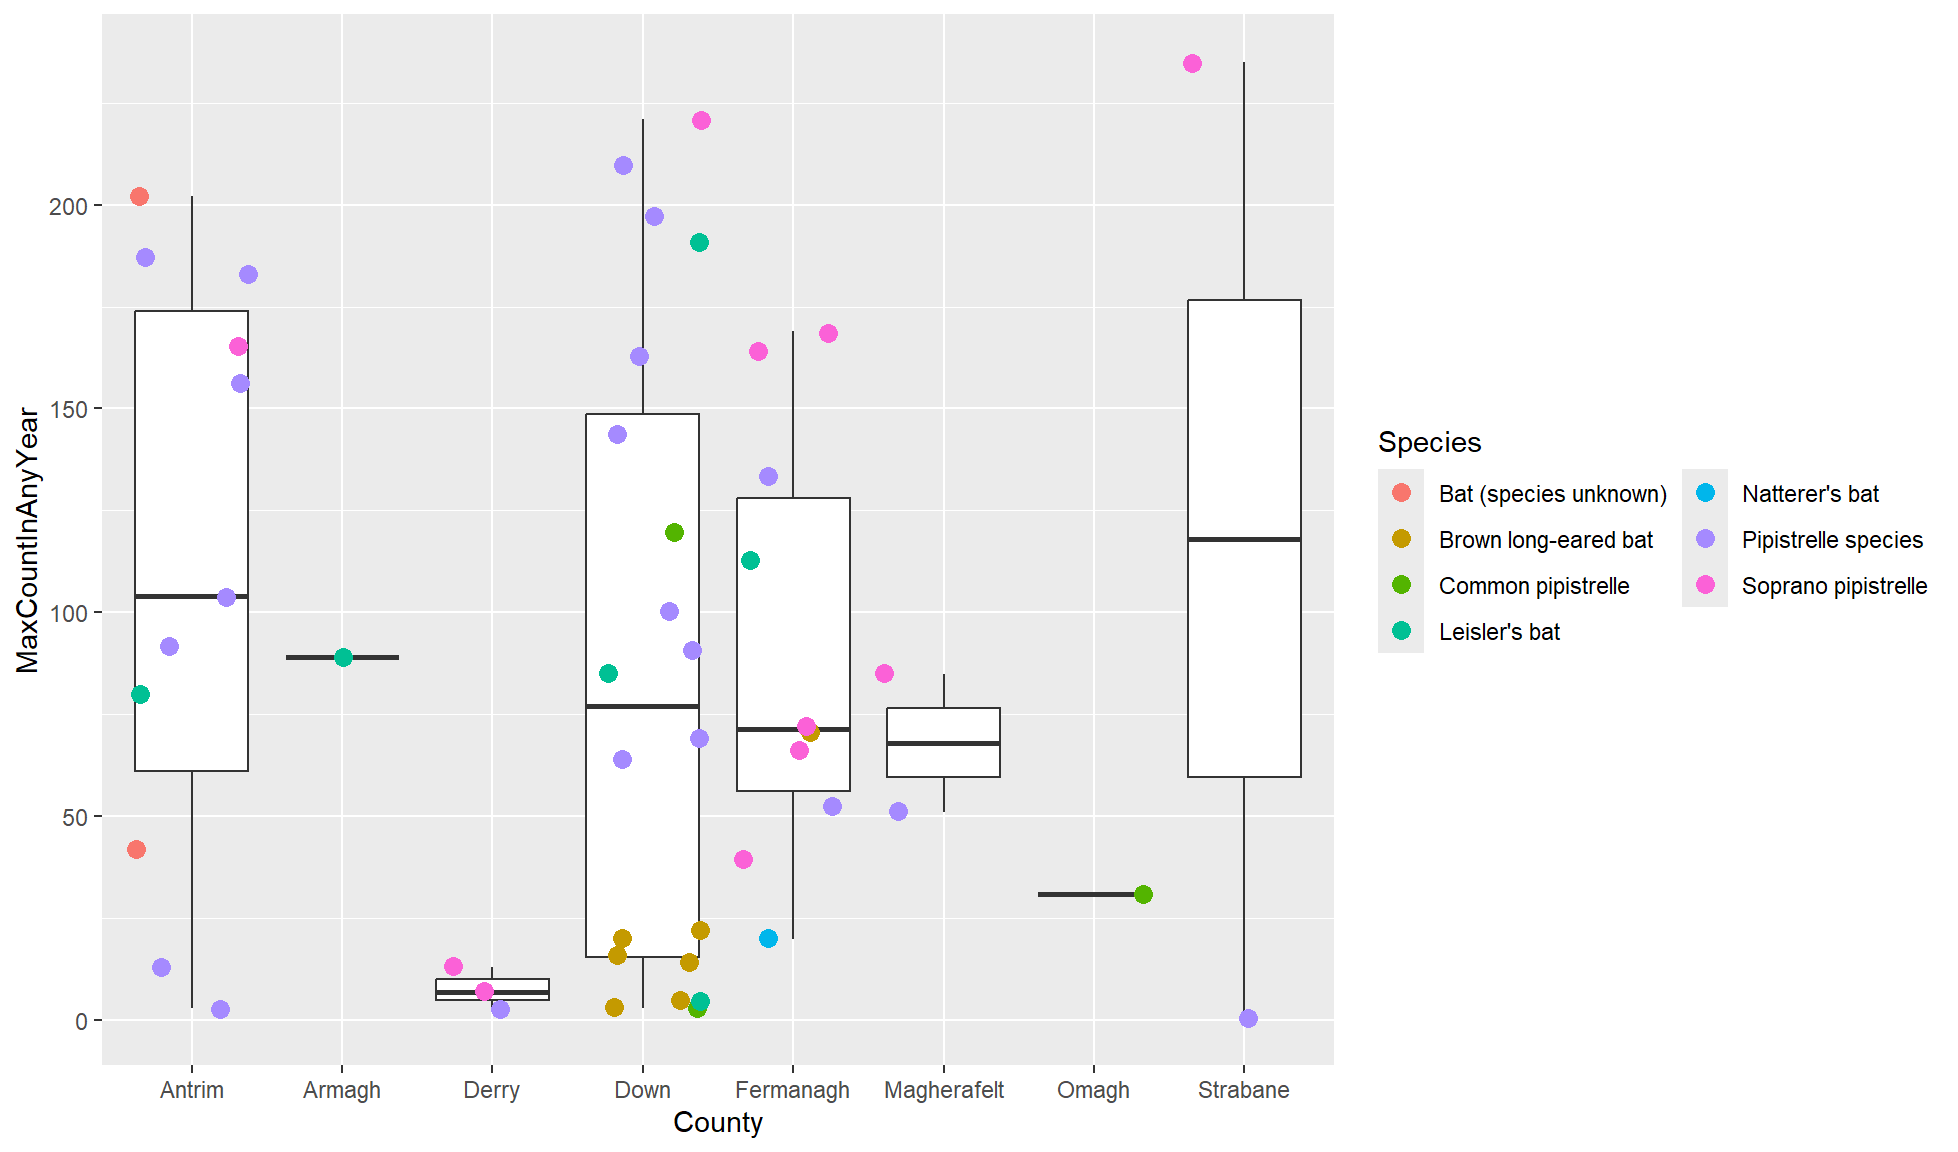 MaxCountInAnyYear
200
150
100
50
0
Antrim Armagh Derry Down Fermanagh Magherafelt Omagh Strabane
County
Species
Bat (species unknown)
Brown long-eared bat
Common pipistrelle
Leisler's bat
Natterer's bat
Pipistrelle species
Soprano pipistrelle